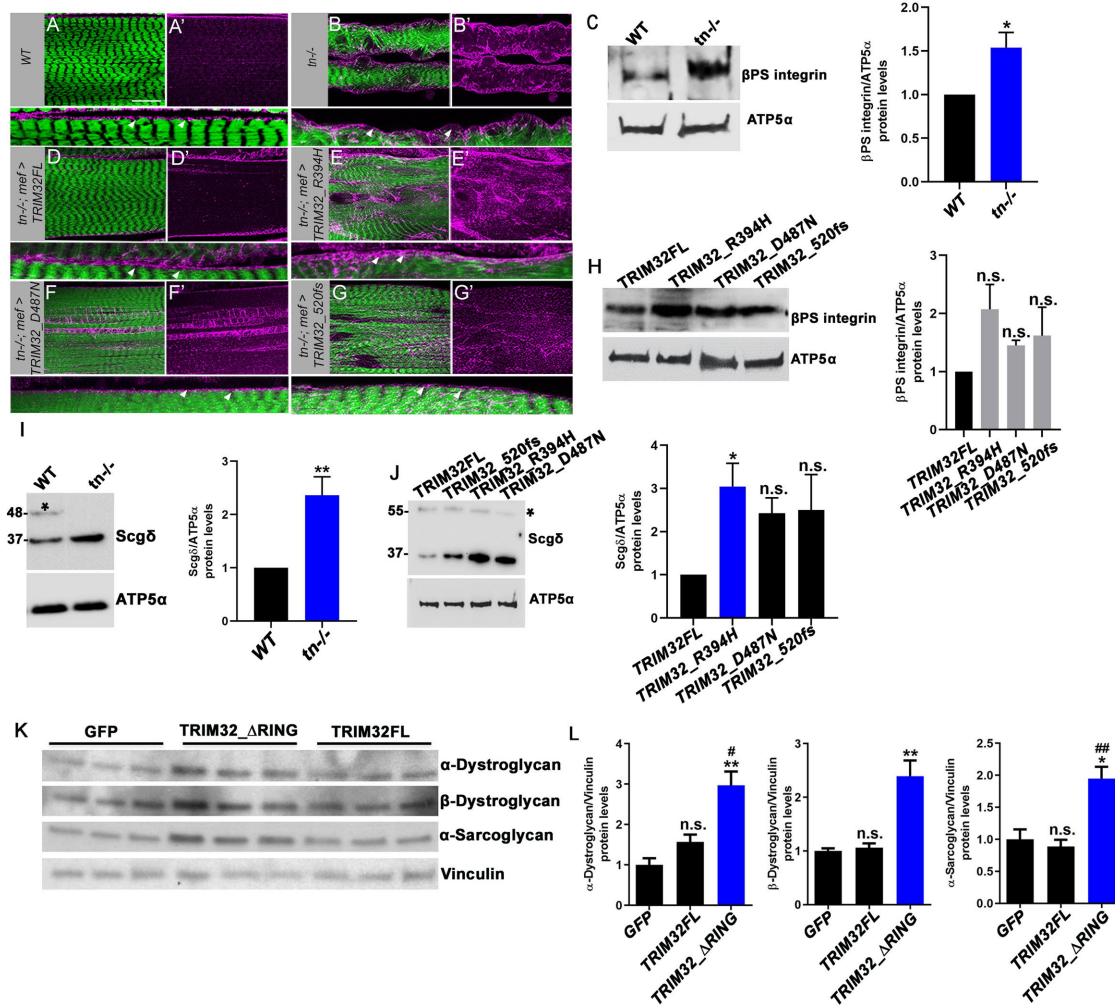 A
A'
WT
B
B'
tn-/-
C
WT
tn-/-
βPS integrin
ATP5α
βPS integrin/ATP5α
protein levels
2.0
1.5
1.0
0.5
0.0
*
WT
tn-/-
D
D'
tn-/-; mef >
TRIM32FL
E
E'
tn-/-; mef >
TRIM32_R394H
F
F'
tn-/-; mef >
TRIM32_D487N
G
G'
tn-/-; mef >
TRIM32_520fs
H
TRIM32FL
TRIM32_R394H
TRIM32_D487N
TRIM32_520fs
βPS integrin
ATP5α
βPS integrin/ATP5α
protein levels
3
2
1
0
n.s.
n.s.
n.s.
TRIM32FL
TRIM32_R394H
TRIM32_D487N
TRIM32_520fs
I
WT
tn-/-
48
*
37
Scgδ
ATP5α
Scgδ/ATP5α
protein levels
3
2
1
0
**
WT
tn-/-
J
TRIM32FL
TRIM32_520fs
TRIM32_R394H
TRIM32_D487N
55
*
Scgδ
37
ATP5α
Scgδ/ATP5α
protein levels
5
4
3
2
1
0
*
n.s.
n.s.
TRIM32FL
TRIM32_R394H
TRIM32_D487N
TRIM32_520fs
K
GFP
TRIM32_ΔRING
TRIM32FL
α-Dystroglycan
β-Dystroglycan
α-Sarcoglycan
Vinculin
L
α-Dystroglycan/Vinculin
protein levels
4
3
2
1
0
n.s.
#
**
GFP
TRIM32FL
TRIM32_ΔRING
β-Dystroglycan/Vinculin
protein levels
3
2
1
0
n.s.
**
GFP
TRIM32FL
TRIM32_ΔRING
α-Sarcoglycan/Vinculin
protein levels
2.5
2.0
1.5
1.0
0.5
0.0
n.s.
##
*
GFP
TRIM32FL
TRIM32_ΔRING